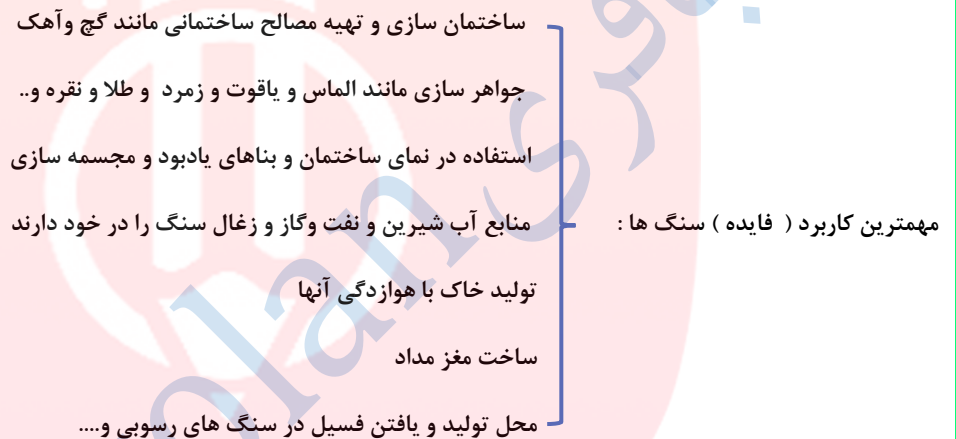 ساختمان سازی و تهیه مصالح ساختمانی مانند گچ وآهک
جواهر سازی مانند الماس و یاقوت و زمرد و طلا و نقره و..
استفاده در نمای ساختمان و بناهای یادبود و مجسمه سازی
مهمترین کاربرد ( فایده ) سنگ ها :
منابع آب شیرین و نفت وگاز و زغال سنگ را در خود دارند
تولید خاک با هوازدگی آنها
ساخت مغز مداد
محل تولید و یافتن فسیل در سنگ های رسوبی و....